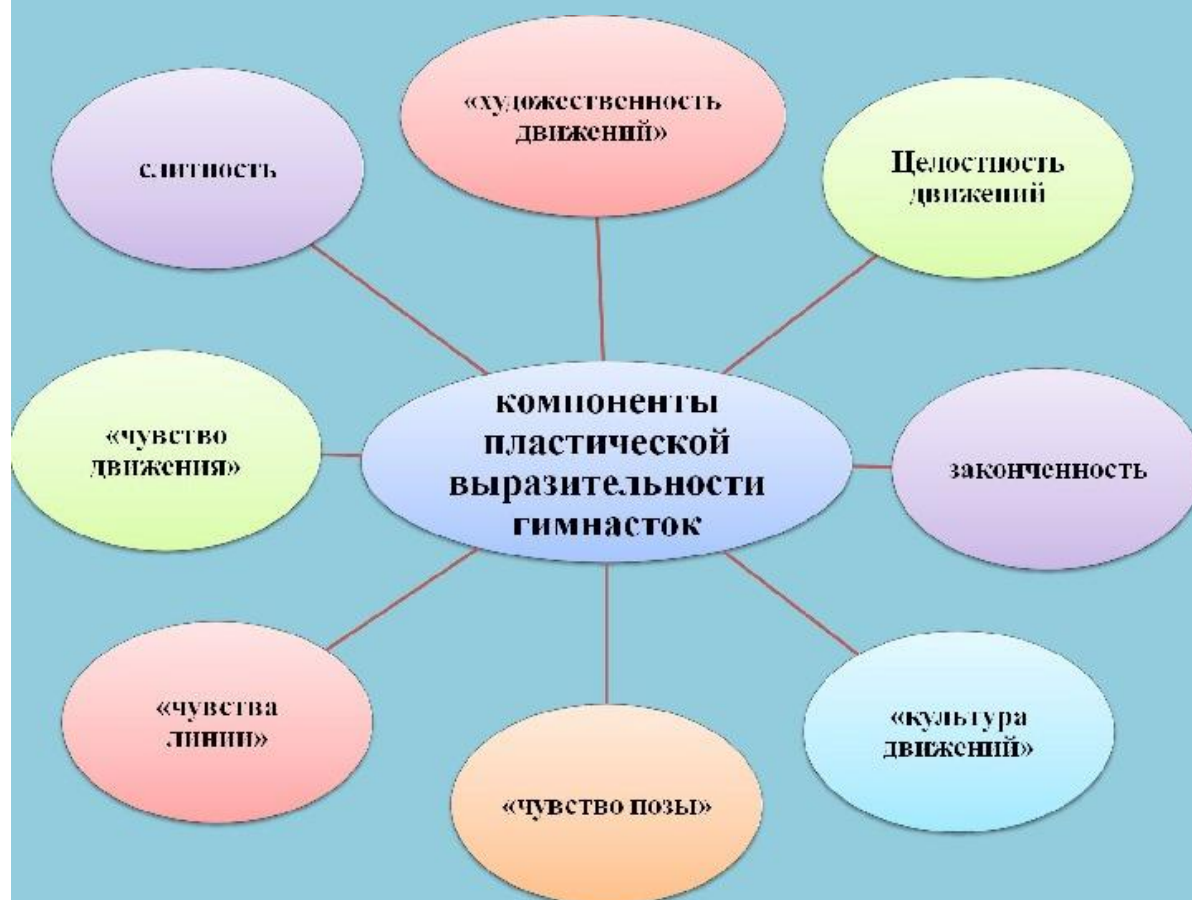 «художественность
движений»
слитность
Целостность
движений
компоненты
пластической
выразительности
гимнасток
«чувство
движения»
законченность
«чувства
линии»
«культура
движений»
«чувство позы»